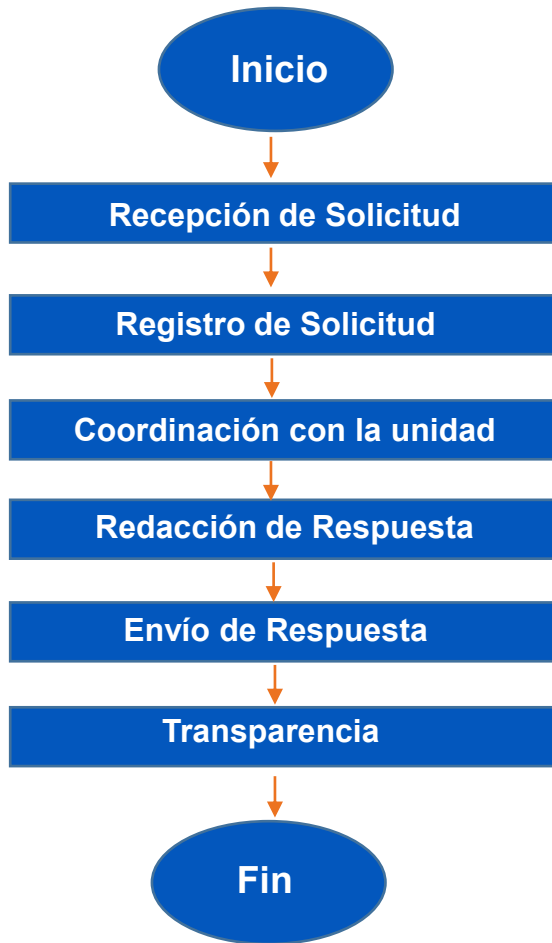 Inicio
Recepción de Solicitud
Registro de Solicitud
Coordinación con la unidad
Redacción de Respuesta
Envío de Respuesta
Transparencia
Fin